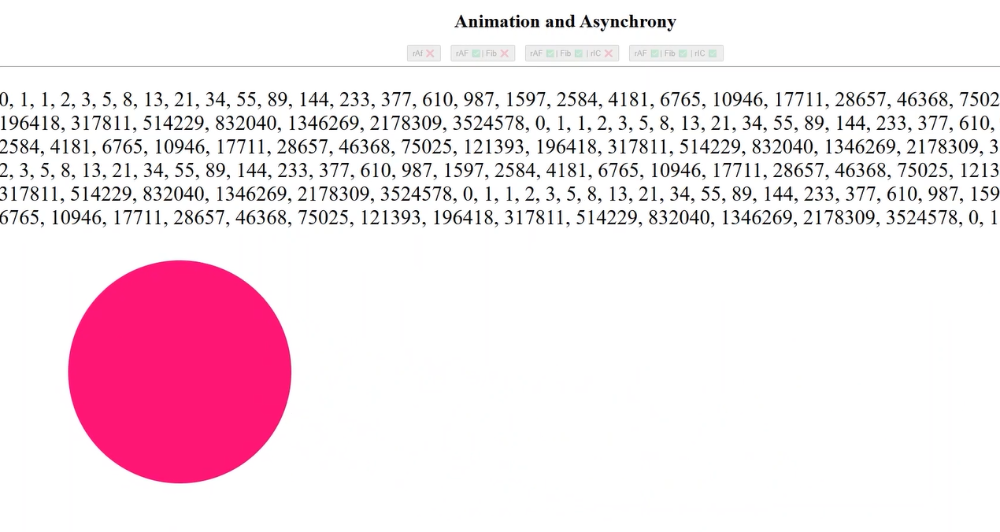 Animation and Asynchrony
rAf ❌ rAF ✅ | Fib ❌ rAF ✅ | Fib ✅ | rIC ❌ rAF ✅ | Fib ✅ | rIC ✅
0, 1, 1, 2, 3, 5, 8, 13, 21, 34, 55, 89, 144, 233, 377, 610, 987, 1597, 2584, 4181, 6765, 10946, 17711, 28657, 46368, 7502
196418, 317811, 514229, 832040, 1346269, 2178309, 3524578, 0, 1, 1, 2, 3, 5, 8, 13, 21, 34, 55, 89, 144, 233, 377, 610,
2584, 4181, 6765, 10946, 17711, 28657, 46368, 75025, 121393, 196418, 317811, 514229, 832040, 1346269, 2178309, 3
2, 3, 5, 8, 13, 21, 34, 55, 89, 144, 233, 377, 610, 987, 1597, 2584, 4181, 6765, 10946, 17711, 28657, 46368, 75025, 1213
317811, 514229, 832040, 1346269, 2178309, 3524578, 0, 1, 1, 2, 3, 5, 8, 13, 21, 34, 55, 89, 144, 233, 377, 610, 987, 159
6765, 10946, 17711, 28657, 46368, 75025, 121393, 196418, 317811, 514229, 832040, 1346269, 2178309, 3524578, 0, 1